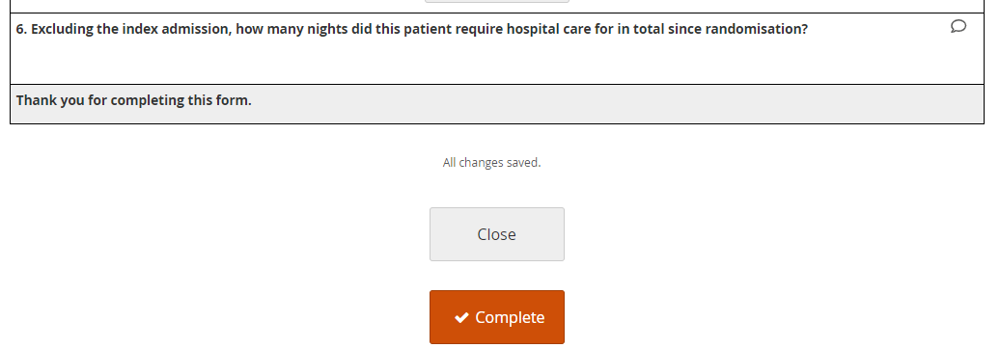 6. Excluding the index admission, how many nights did this patient require hospital care for in total since randomisation?
Thank you for completing this form.
All changes saved.
Close
Complete